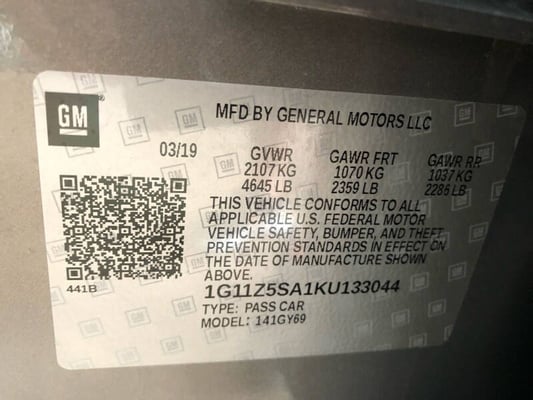 GM
MFD BY GENERAL MOTORS LLC
03/19 GVWR GAWR FRT GAWR RR
2107 KG 1070 KG 1037 KG
4645 LB 2359 LB 2286 LB
THIS VEHICLE CONFORMS TO ALL
APPLICABLE U.S. FEDERAL MOTOR
VEHICLE SAFETY, BUMPER, AND THEFT
PREVENTION STANDARDS IN EFFECT ON
THE DATE OF MANUFACTURE SHOWN
ABOVE.
441B
1G11Z5SA1KU133044
TYPE: PASS CAR
MODEL: 141GY69